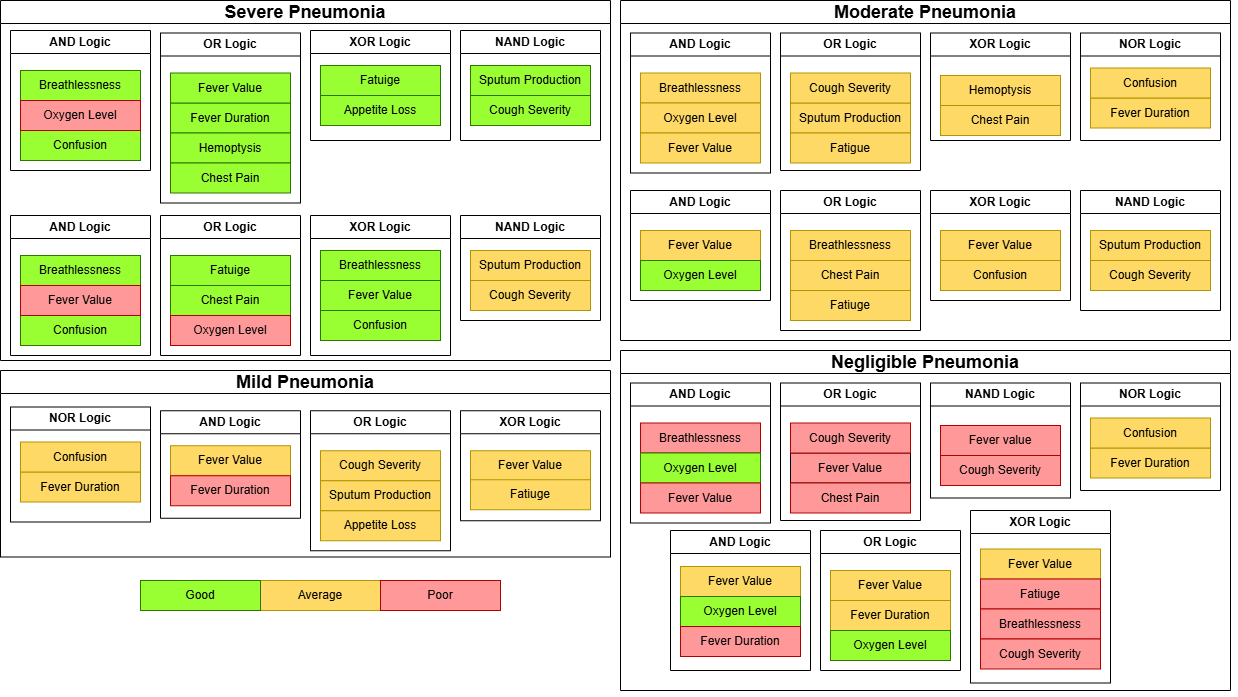 Severe Pneumonia
AND Logic
Breathlessness
Oxygen Level
Confusion
OR Logic
Fever Value
Fever Duration
Hemoptysis
Chest Pain
XOR Logic
Fatuige
Appetite Loss
NAND Logic
Sputum Production
Cough Severity
AND Logic
Breathlessness
Fever Value
Confusion
OR Logic
Fatuige
Chest Pain
Oxygen Level
XOR Logic
Breathlessness
Fever Value
Confusion
NAND Logic
Sputum Production
Cough Severity
Moderate Pneumonia
AND Logic
Breathlessness
Oxygen Level
Fever Value
OR Logic
Cough Severity
Sputum Production
Fatigue
XOR Logic
Hemoptysis
Chest Pain
NOR Logic
Confusion
Fever Duration
AND Logic
Fever Value
Oxygen Level
OR Logic
Breathlessness
Chest Pain
Fatiuge
XOR Logic
Fever Value
Confusion
NAND Logic
Sputum Production
Cough Severity
Mild Pneumonia
NOR Logic
Confusion
Fever Duration
AND Logic
Fever Value
Fever Duration
OR Logic
Cough Severity
Sputum Production
Appetite Loss
XOR Logic
Fever Value
Fatiuge
Negligible Pneumonia
AND Logic
Breathlessness
Oxygen Level
Fever Value
OR Logic
Cough Severity
Fever Value
Chest Pain
NAND Logic
Fever value
Cough Severity
NOR Logic
Confusion
Fever Duration
AND Logic
Fever Value
Oxygen Level
Fever Duration
OR Logic
Fever Value
Fever Duration
Oxygen Level
XOR Logic
Fever Value
Fatiuge
Breathlessness
Cough Severity
Good
Average
Poor